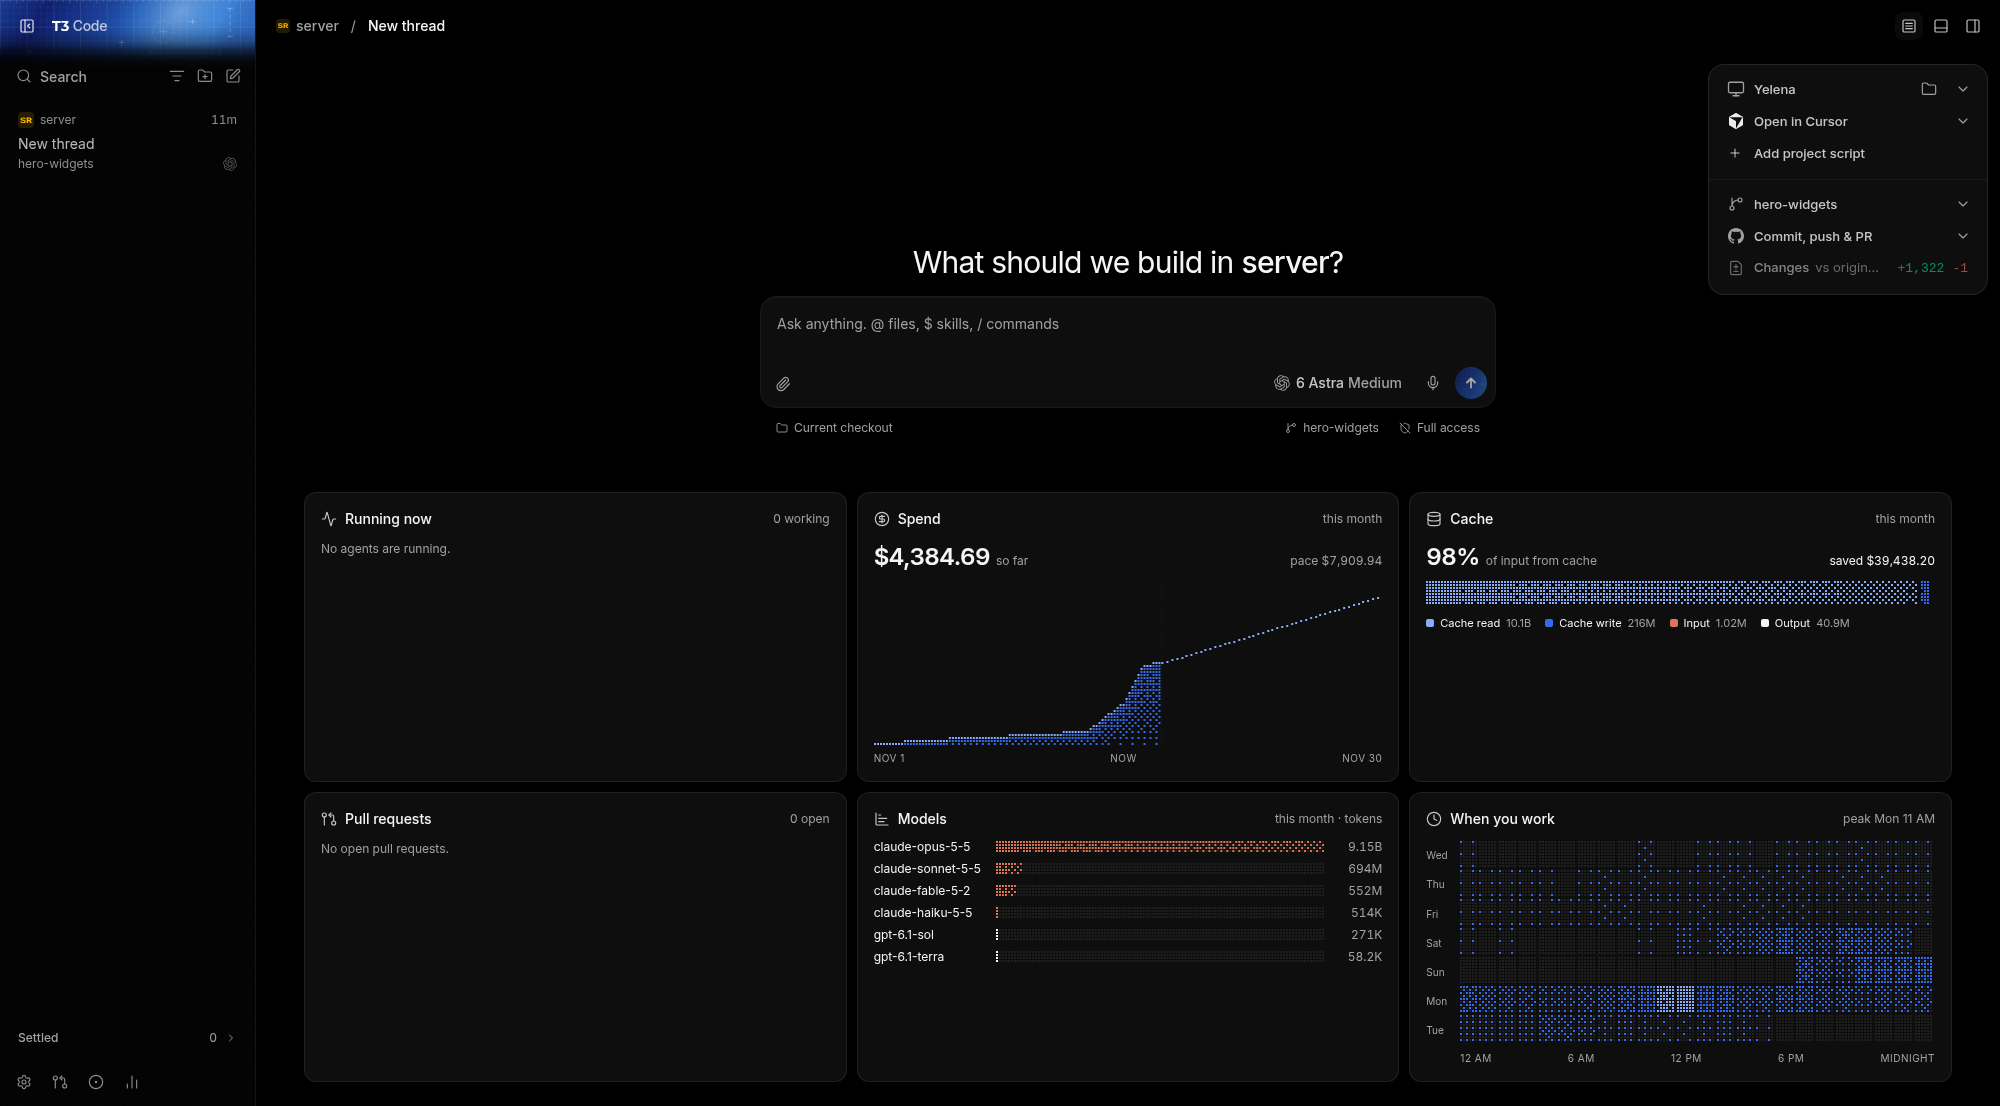 T3 Code
Search
SR server 11m
New thread
hero-widgets
Settled 0
SR server / New thread
Yelena
Open in Cursor
Add project script
hero-widgets
Commit, push & PR
Changes vs origin... +1,322 -1
What should we build in server?
Ask anything. @ files, $ skills, / commands
6 Astra Medium
Current checkout
hero-widgets
Full access
Running now 0 working
No agents are running.
Spend this month
$4,384.69 so far pace $7,909.94
NOV 1 NOW NOV 30
Cache this month
98% of input from cache saved $39,438.20
Cache read 10.1B Cache write 216M Input 1.02M Output 40.9M
Pull requests 0 open
No open pull requests.
Models this month · tokens
claude-opus-5-5 9.15B
claude-sonnet-5-5 694M
claude-fable-5-2 552M
claude-haiku-5-5 514K
gpt-6.1-sol 271K
gpt-6.1-terra 58.2K
When you work peak Mon 11 AM
Wed
Thu
Fri
Sat
Sun
Mon
Tue
12 AM 6 AM 12 PM 6 PM MIDNIGHT